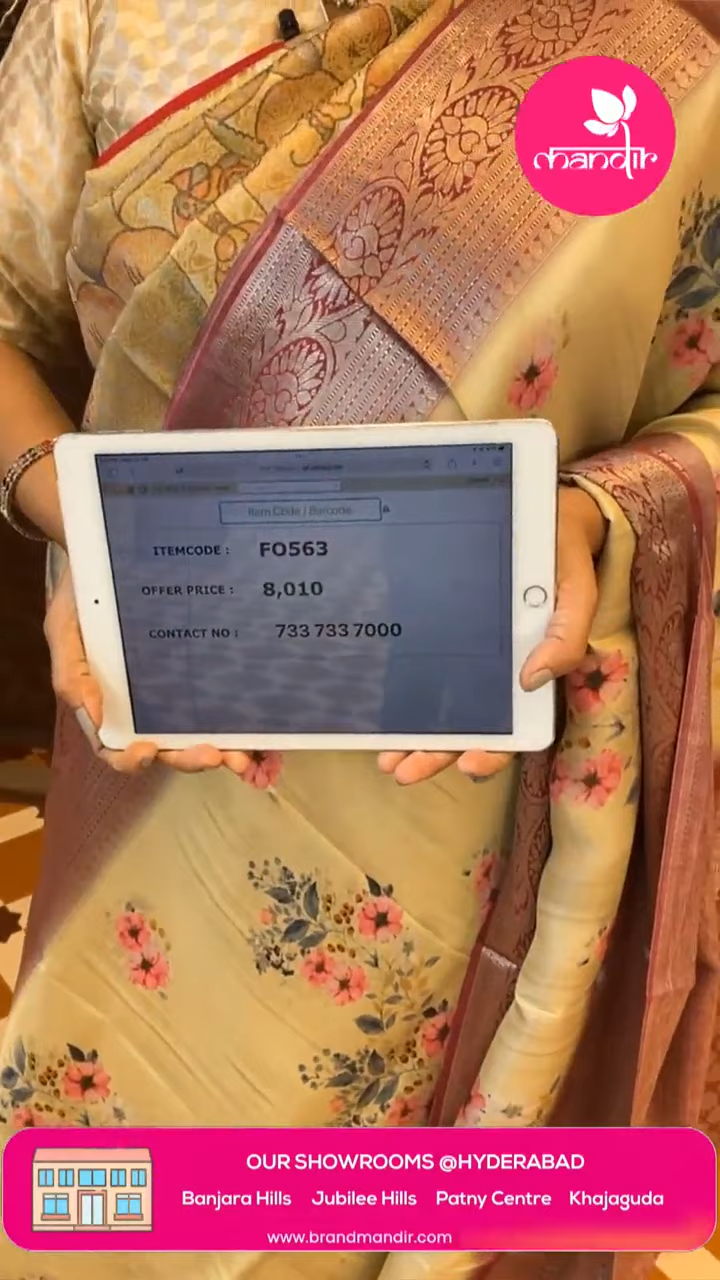 mandir
Item Code / Barcode
ITEMCODE : FO563
OFFER PRICE : 8,010
CONTACT NO : 733 733 7000
OUR SHOWROOMS @HYDERABAD
Banjara Hills Jubilee Hills Patny Centre Khajaguda
www.brandmandir.com